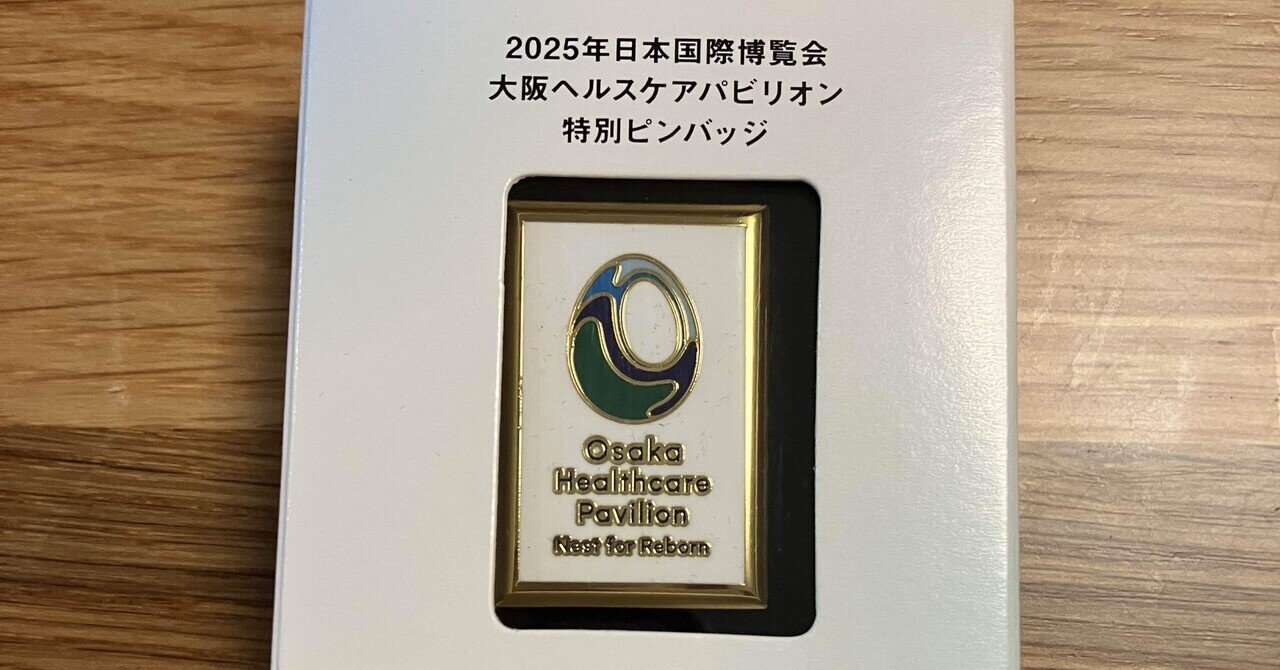 2025年日本国際博覧会
大阪ヘルスケアパビリオン
特別ピンバッジ
Osaka
Healthcare
Pavilion
Nest for Reborn